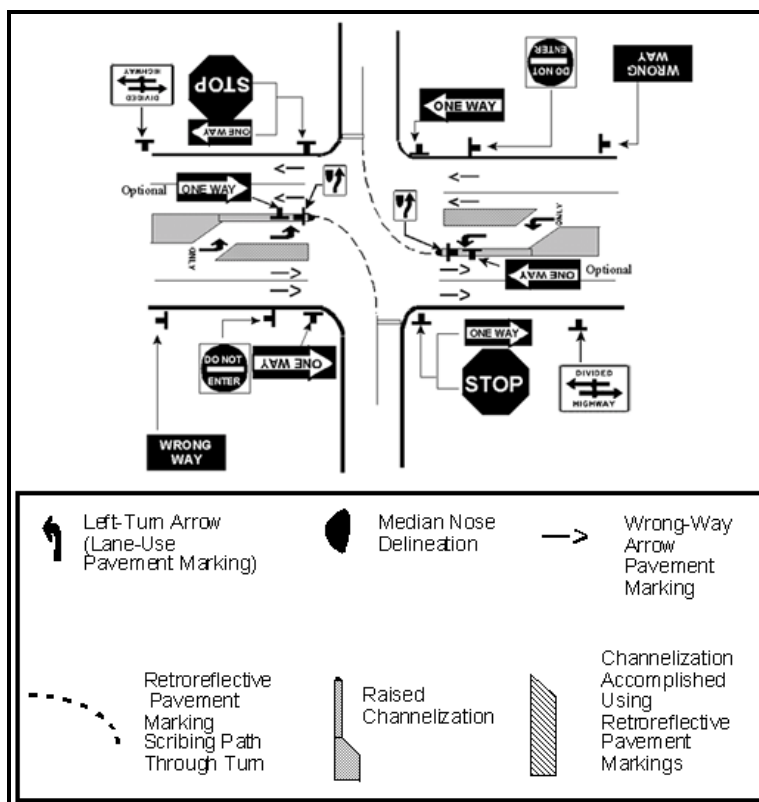 STOP
DO NOT
ENTER
WRONG
WAY
DIVIDED
HIGHWAY
ONE WAY
ONE WAY
Optional
ONE WAY
ONLY
ONLY
ONE WAY
Optional
DO NOT
ENTER
ONE WAY
ONE WAY
STOP
DIVIDED
HIGHWAY
WRONG
WAY
Left-Turn Arrow
(Lane-Use
Pavement Marking)
Median Nose
Delineation
Wrong-Way
Arrow
Pavement
Marking
Retroreflective
Pavement
Marking
Scribing Path
Through Turn
Raised
Channelization
Channelization
Accomplished
Using
Retroreflective
Pavement
Markings